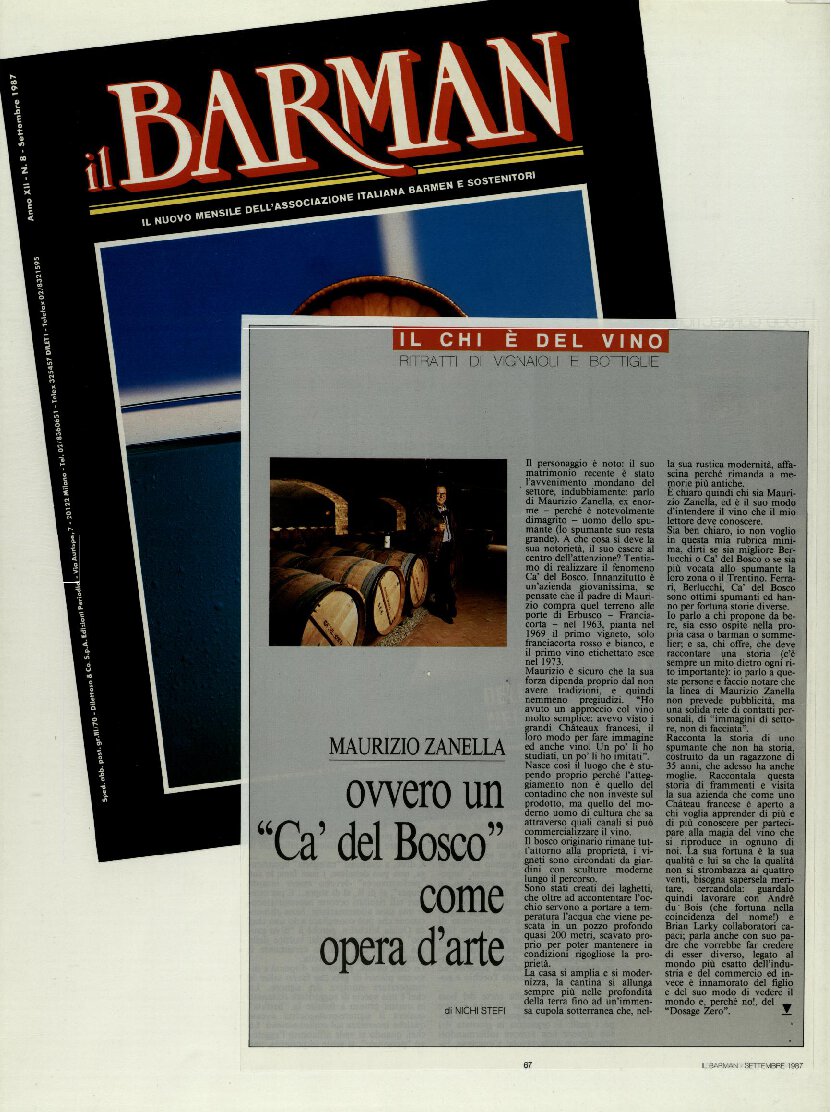 Anno XII - N. 8 - Settembre 1987
il BARMAN
IL NUOVO MENSILE DELL'ASSOCIAZIONE ITALIANA BARMEN E SOSTENITORI
Sped. abb. post. gr. III/70 - Dilettoso & Co. S.p.A. Edizioni Periodici - Via Aurispa, 7 - 20122 Milano - Tel. 02/8360651 - Telex 325457 DRETI - Telefax 02/8321595
IL CHI È DEL VINO
RITRATTI DI VIGNAIOLI E BOTTIGLIE
MAURIZIO ZANELLA
ovvero un
“Ca' del Bosco”
come
opera d'arte
di NICHI STEFI
Il personaggio è noto: il suo
matrimonio recente è stato
l'avvenimento mondano del
settore, indubbiamente: parlo
di Maurizio Zanella, ex enor-
me – perché è notevolmente
dimagrito – uomo dello spu-
mante (lo spumante suo resta
grande). A che cosa si deve la
sua notorietà, il suo essere al
centro dell'attenzione? Tentia-
mo di realizzare il fenomeno
Ca' del Bosco. Innanzitutto è
un'azienda giovanissima, se
pensate che il padre di Mauri-
zio compra quel terreno alle
porte di Erbusco – Francia-
corta – nel 1963, pianta nel
1969 il primo vigneto, solo
franciacorta rosso e bianco, e
il primo vino etichettato esce
nel 1973.
Maurizio è sicuro che la sua
forza dipenda proprio dal non
avere tradizioni, e quindi
nemmeno pregiudizi. “Ho
avuto un approccio col vino
molto semplice: avevo visto i
grandi Châteaux francesi, il
loro modo per fare immagine
ed anche vino. Un po' li ho
studiati, un po' li ho imitati”.
Nasce così il luogo che è stu-
pendo proprio perché l'atteg-
giamento non è quello del
contadino che non investe sul
prodotto, ma quello del mo-
derno uomo di cultura che sa
attraverso quali canali si può
commercializzare il vino.
Il bosco originario rimane tut-
t'attorno alla proprietà, i vi-
gneti sono circondati da giar-
dini con sculture moderne
lungo il percorso.
Sono stati creati dei laghetti,
che oltre ad accontentare l'oc-
chio servono a portare a tem-
peratura l'acqua che viene pe-
scata in un pozzo profondo
quasi 200 metri, scavato pro-
prio per poter mantenere in
condizioni rigogliose la pro-
prietà.
La casa si amplia e si moder-
nizza, la cantina si allunga
sempre più nelle profondità
della terra fino ad un'immen-
sa cupola sotterranea che, nel-
la sua rustica modernità, affa-
scina perché rimanda a me-
morie più antiche.
È chiaro quindi chi sia Mauri-
zio Zanella, ed è il suo modo
d'intendere il vino che il mio
lettore deve conoscere.
Sia ben chiaro, io non voglio
in questa mia rubrica mini-
ma, dirti se sia migliore Ber-
lucchi o Ca' del Bosco o se sia
più vocata allo spumante la
loro zona o il Trentino. Ferra-
ri, Berlucchi, Ca' del Bosco
sono ottimi spumanti ed han-
no per fortuna storie diverse.
Io parlo a chi propone da be-
re, sia esso ospite nella pro-
pria casa o barman o somme-
lier; e sa, chi offre, che deve
raccontare una storia (c'è
sempre un mito dietro ogni ri-
to importante): io parlo a que-
ste persone e faccio notare che
la linea di Maurizio Zanella
non prevede pubblicità, ma
una solida rete di contatti per-
sonali, di “immagini di setto-
re, non di facciata”.
Racconta la storia di uno
spumante che non ha storia,
costruito da un ragazzone di
35 anni, che adesso ha anche
moglie. Raccontala questa
storia di frammenti e visita
la sua azienda che come uno
Château francese è aperto a
chi voglia apprender di più e
di più conoscere per parteci-
pare alla magia del vino che
si riproduce in ognuno di
noi. La sua fortuna è la sua
qualità e lui sa che la qualità
non si strombazza ai quattro
venti, bisogna sapersela meri-
tare, cercandola: guardalo
quindi lavorare con André
du Bois (che fortuna nella
coincidenza del nome!) e
Brian Larky collaboratori ca-
paci; parla anche con suo pa-
dre che vorrebbe far credere
di esser diverso, legato al
mondo più esatto dell'indu-
stria e del commercio ed in-
vece è innamorato del figlio
e del suo modo di vedere il
mondo e, perché no!, del
“Dosage Zero”.
67
IL BARMAN - SETTEMBRE 1987